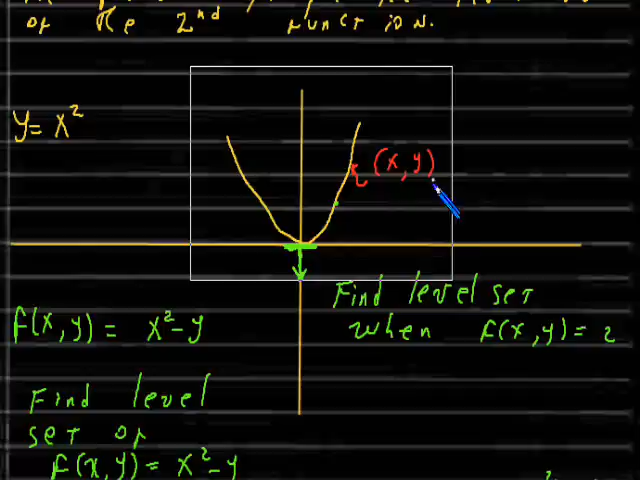 of the 2nd function.
y = x²
(x, y)
Find level set
when f(x, y) = 2
f(x, y) = x² - y
Find level
set of
f(x, y) = x² - y